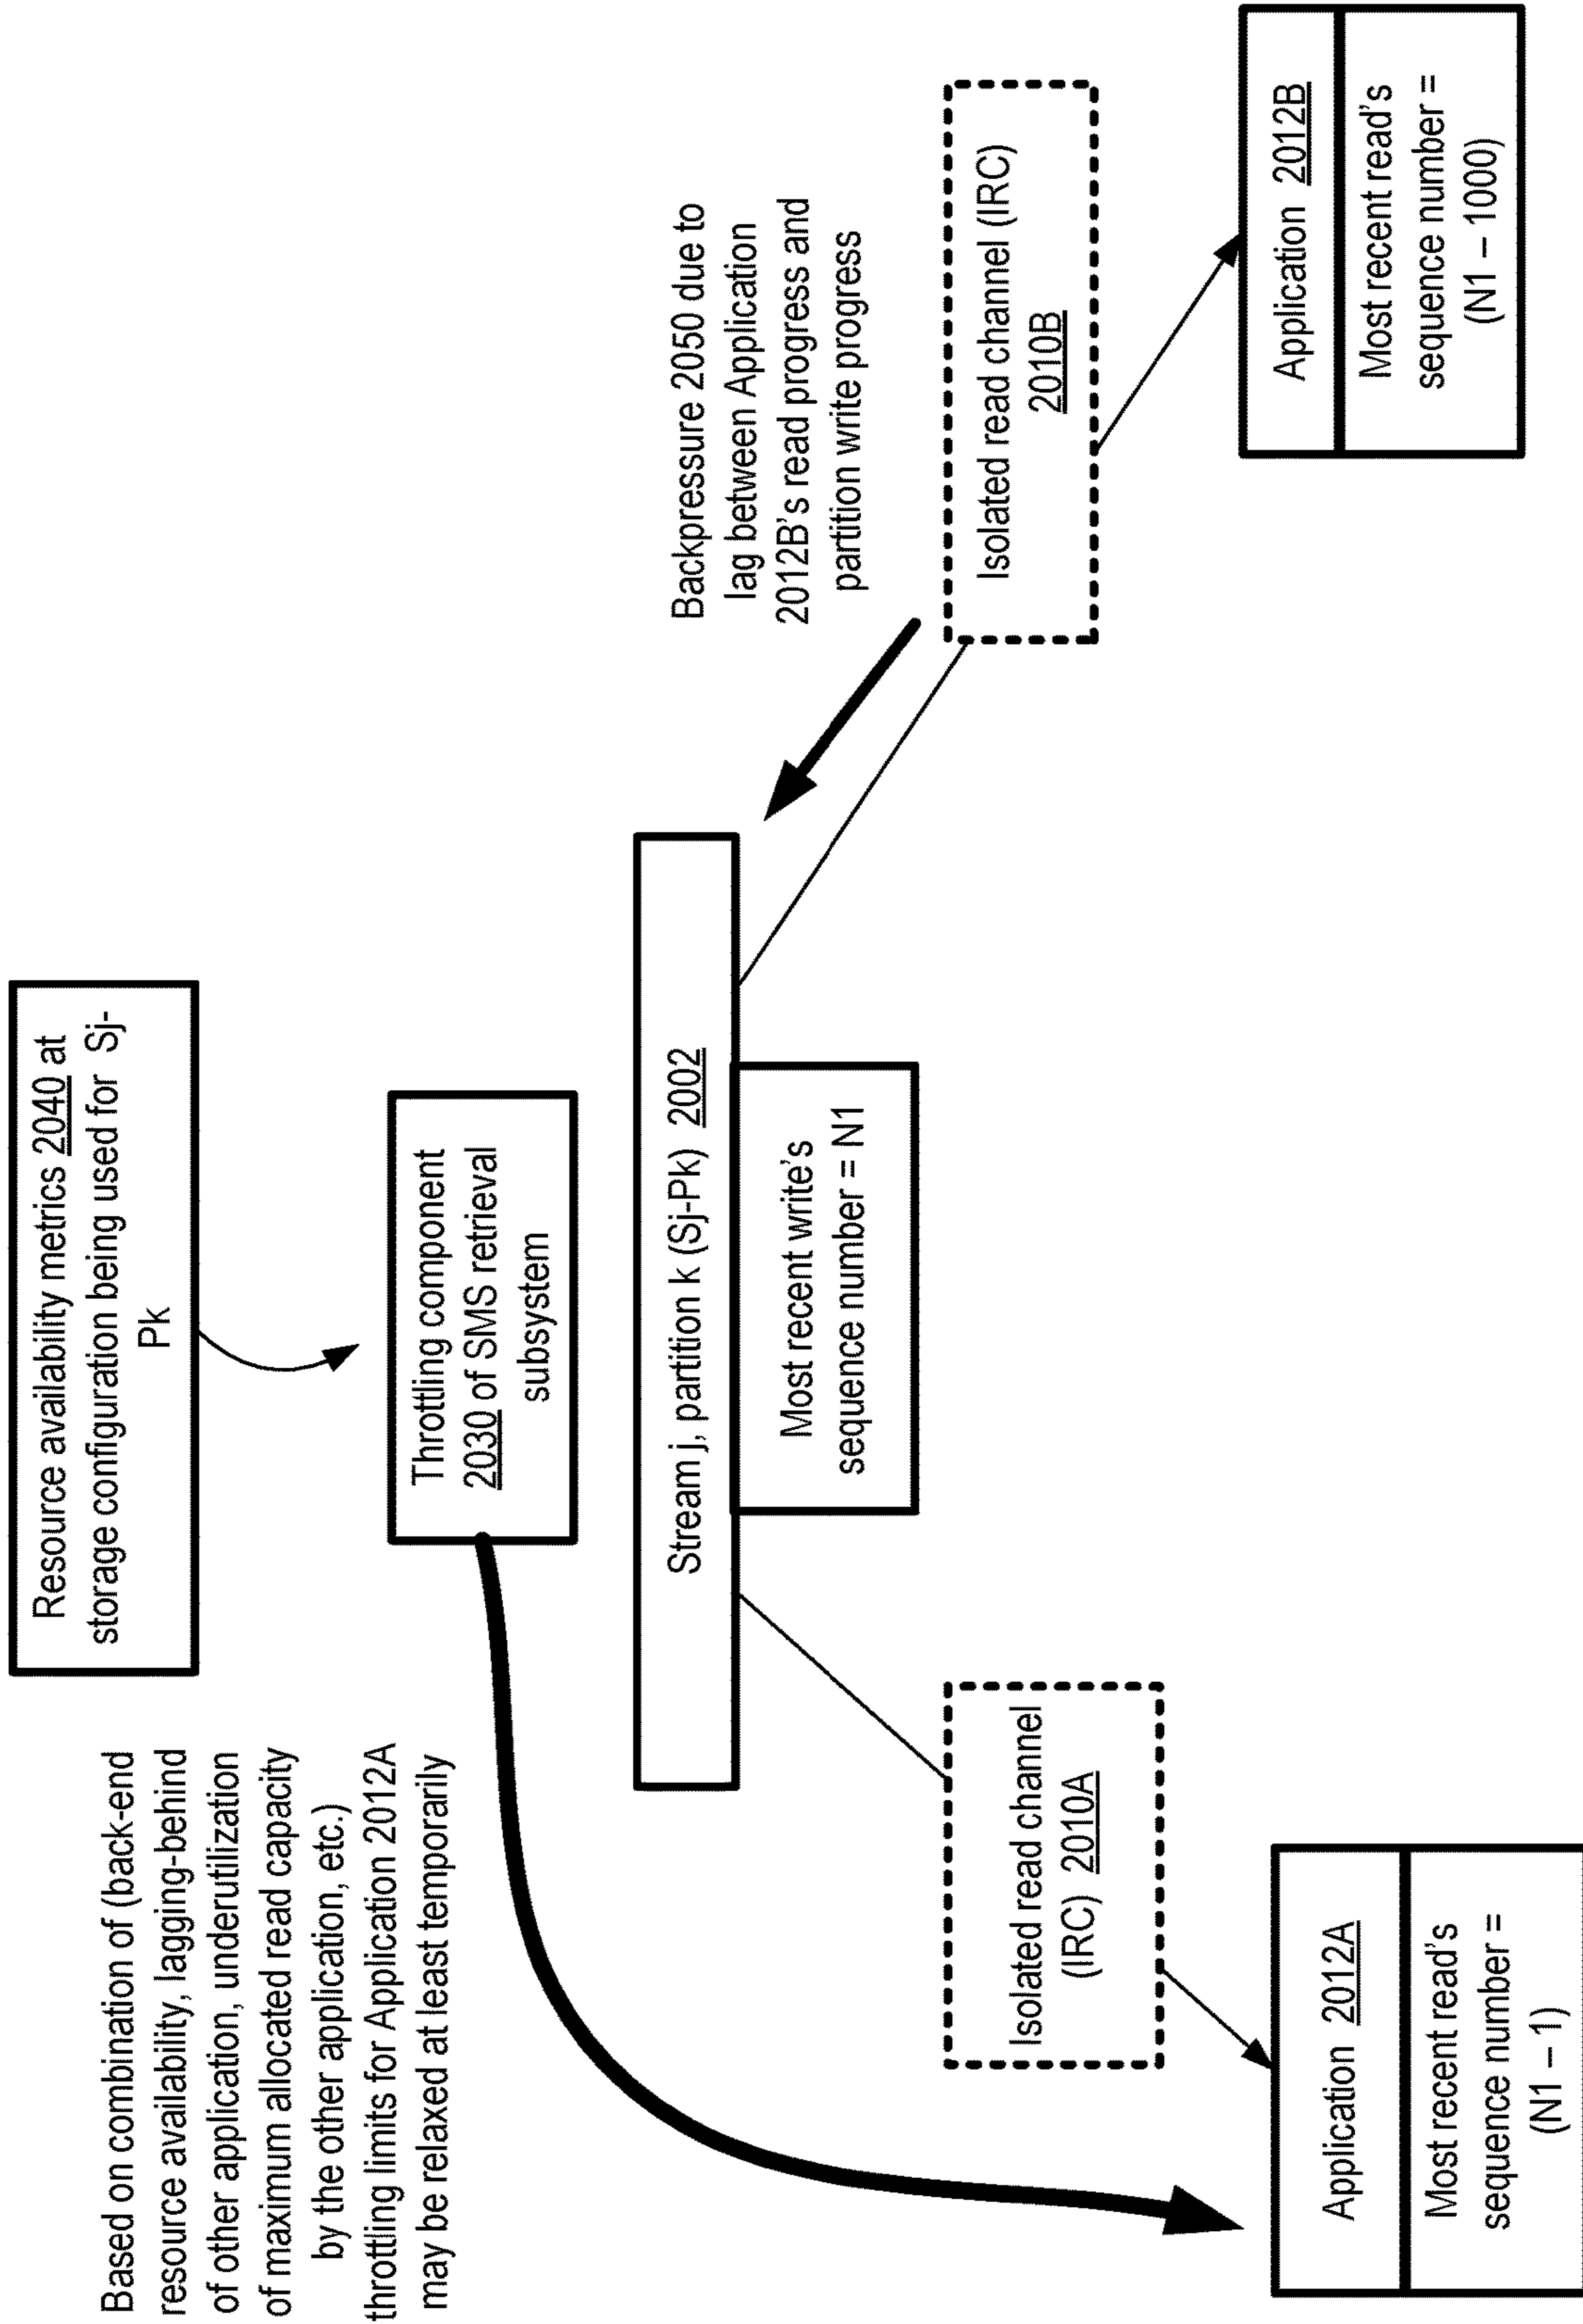 Resource availability metrics 2040 at
storage configuration being used for Sj-
Pk
Based on combination of (back-end
resource availability, lagging-behind
of other application, underutilization
of maximum allocated read capacity
by the other application, etc.)
throttling limits for Application 2012A
may be relaxed at least temporarily
Throttling component
2030 of SMS retrieval
subsystem
Stream j, partition k (Sj-Pk) 2002
Most recent write's
sequence number = N1
Backpressure 2050 due to
lag between Application
2012B's read progress and
partition write progress
Isolated read channel
(IRC) 2010A
Isolated read channel (IRC)
2010B
Application 2012A
Most recent read's
sequence number =
(N1 – 1)
Application 2012B
Most recent read's
sequence number =
(N1 – 1000)